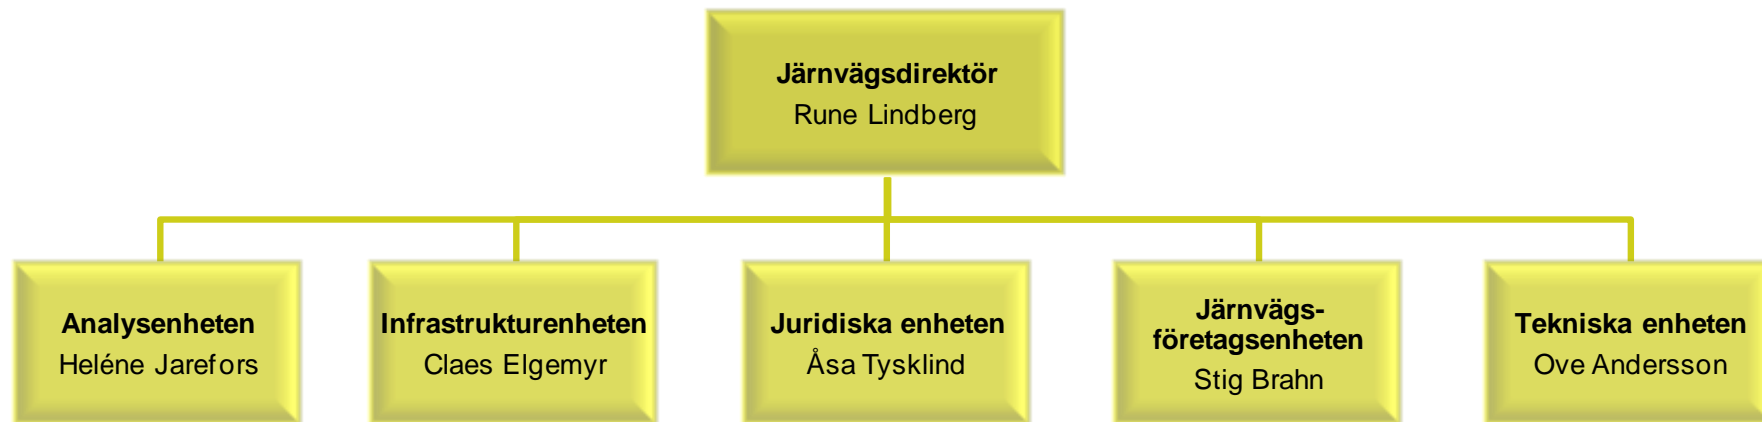 Järnvägsdirektör
Rune Lindberg
Analysenheten
Heléne Jarefors
Infrastrukturenheten
Claes Elgemyr
Juridiska enheten
Åsa Tysklind
Järnvägs-
företagsenheten
Stig Brahn
Tekniska enheten
Ove Andersson